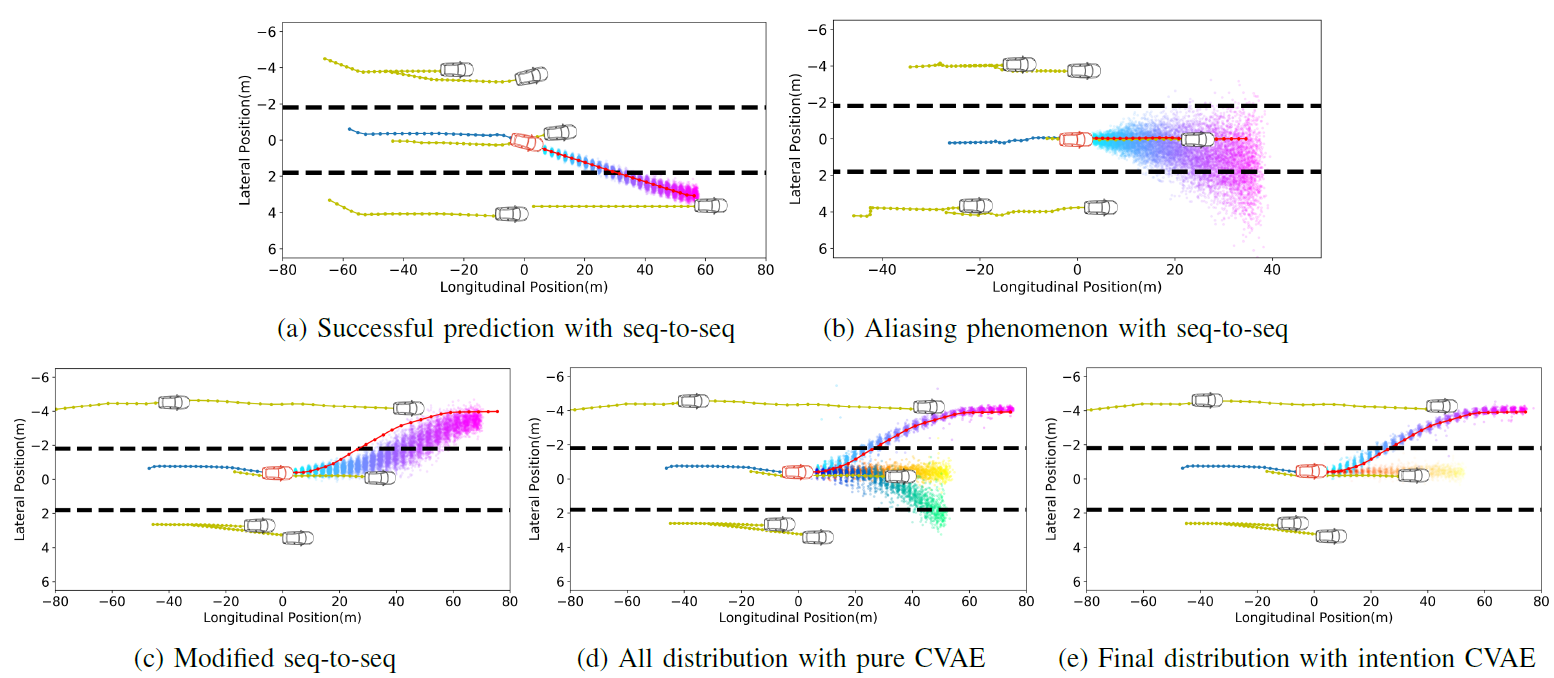 −6
−4
−2
0
2
4
6
Lateral Position(m)
−80 −60 −40 −20 0 20 40 60 80
Longitudinal Position(m)
(a) Successful prediction with seq-to-seq
−6
−4
−2
0
2
4
6
Lateral Position(m)
−40 −20 0 20 40
Longitudinal Position(m)
(b) Aliasing phenomenon with seq-to-seq
−6
−4
−2
0
2
4
6
Lateral Position(m)
−80 −60 −40 −20 0 20 40 60 80
Longitudinal Position(m)
(c) Modified seq-to-seq
−6
−4
−2
0
2
4
6
Lateral Position(m)
−80 −60 −40 −20 0 20 40 60 80
Longitudinal Position(m)
(d) All distribution with pure CVAE
−6
−4
−2
0
2
4
6
Lateral Position(m)
−80 −60 −40 −20 0 20 40 60 80
Longitudinal Position(m)
(e) Final distribution with intention CVAE